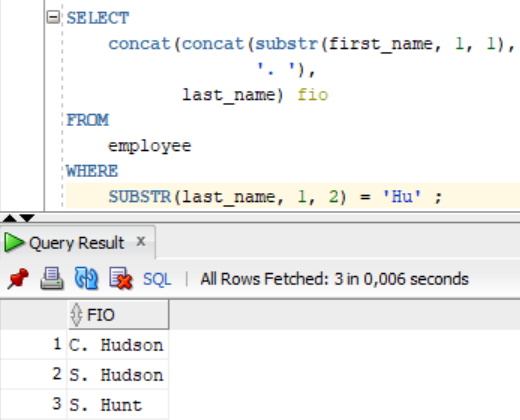 SELECT
concat(concat(substr(first_name, 1, 1),
'. '),
last_name) fio
FROM
employee
WHERE
SUBSTR(last_name, 1, 2) = 'Hu' ;
Query Result x
SQL | All Rows Fetched: 3 in 0,006 seconds
FIO
1 C. Hudson
2 S. Hudson
3 S. Hunt